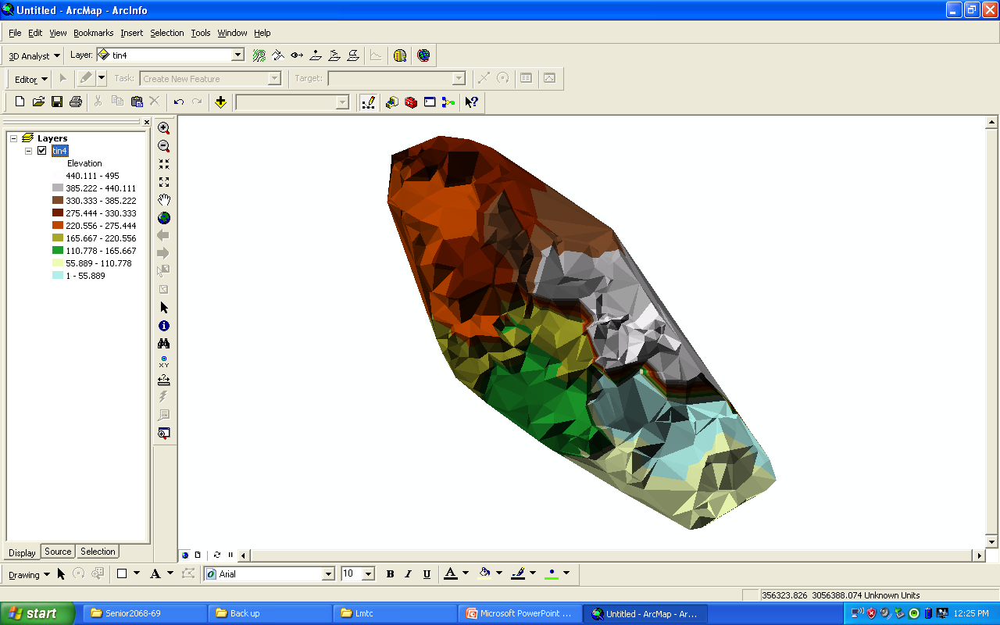 Untitled - ArcMap - ArcInfo
File Edit View Bookmarks Insert Selection Tools Window Help
3D Analyst Layer: tin4
Editor Task: Create New Feature Target:
Layers
tin4
Elevation
440.111 - 495
385.222 - 440.111
330.333 - 385.222
275.444 - 330.333
220.556 - 275.444
165.667 - 220.556
110.778 - 165.667
55.889 - 110.778
1 - 55.889
XY
Display Source Selection
Drawing A Arial 10 B I U A
356323.826 3056388.074 Unknown Units
start Senior2068-69 Back up Lmtc Microsoft PowerPoint ... Untitled - ArcMap - Ar... 12:25 PM